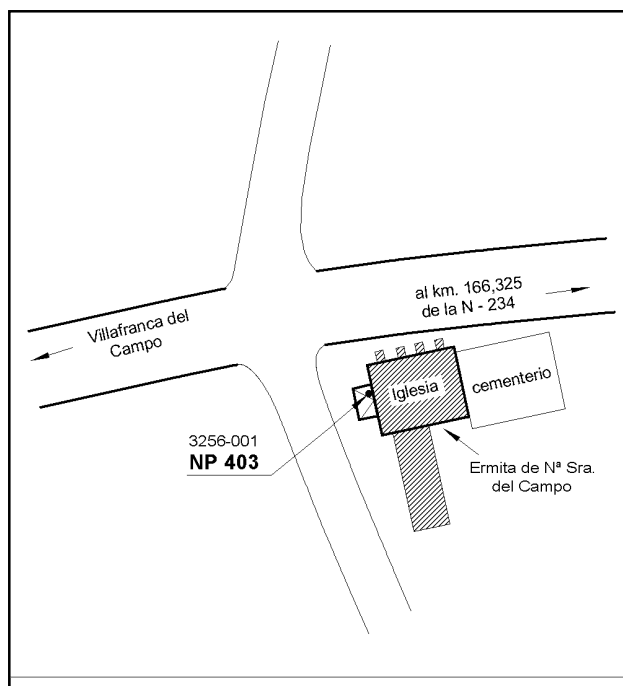 al km. 166,325
de la N - 234
Villafranca del
Campo
Iglesia
cementerio
3256-001
NP 403
Ermita de Nª Sra.
del Campo